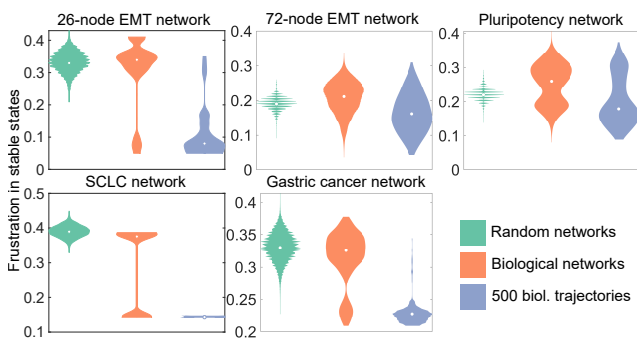 26-node EMT network
72-node EMT network
Pluripotency network
0.4
0.3
0.2
0.1
0
0.4
0.3
0.2
0.1
0
0.4
0.3
0.2
0.1
0
Frustration in stable states
SCLC network
Gastric cancer network
0.5
0.4
0.3
0.2
0.1
0.35
0.3
0.25
0.2
Random networks
Biological networks
500 biol. trajectories